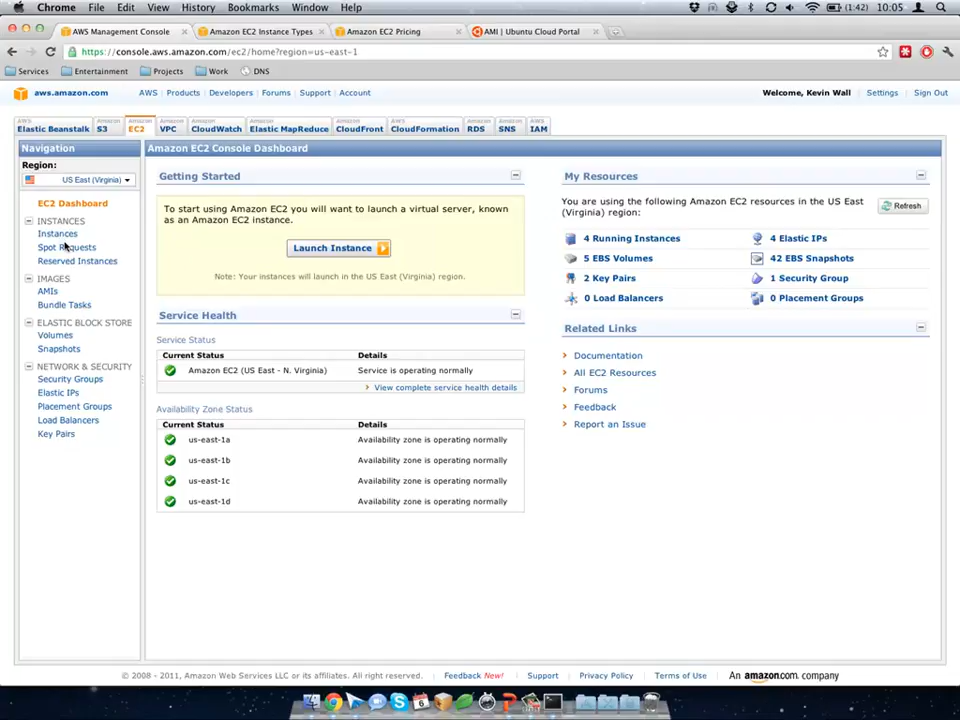 Chrome File Edit View History Bookmarks Window Help (1:42) 10:05
AWS Management Console Amazon EC2 Instance Types Amazon EC2 Pricing AMI | Ubuntu Cloud Portal
https://console.aws.amazon.com/ec2/home?region=us-east-1
Services Entertainment Projects Work DNS
aws.amazon.com AWS Products Developers Forums Support Account Welcome, Kevin Wall Settings Sign Out
AWS Amazon Amazon Amazon Amazon Amazon Amazon AWS Amazon Amazon AWS
Elastic Beanstalk S3 EC2 VPC CloudWatch Elastic MapReduce CloudFront CloudFormation RDS SNS IAM
Navigation
Region:
US East (Virginia)
EC2 Dashboard
INSTANCES
Instances
Spot Requests
Reserved Instances
IMAGES
AMIs
Bundle Tasks
ELASTIC BLOCK STORE
Volumes
Snapshots
NETWORK & SECURITY
Security Groups
Elastic IPs
Placement Groups
Load Balancers
Key Pairs
Amazon EC2 Console Dashboard
Getting Started
To start using Amazon EC2 you will want to launch a virtual server, known
as an Amazon EC2 instance.
Launch Instance
Note: Your instances will launch in the US East (Virginia) region.
Service Health
Service Status
Current Status Details
Amazon EC2 (US East - N. Virginia) Service is operating normally
View complete service health details
Availability Zone Status
Current Status Details
us-east-1a Availability zone is operating normally
us-east-1b Availability zone is operating normally
us-east-1c Availability zone is operating normally
us-east-1d Availability zone is operating normally
My Resources
You are using the following Amazon EC2 resources in the US East
(Virginia) region:
Refresh
4 Running Instances 4 Elastic IPs
5 EBS Volumes 42 EBS Snapshots
2 Key Pairs 1 Security Group
0 Load Balancers 0 Placement Groups
Related Links
Documentation
All EC2 Resources
Forums
Feedback
Report an Issue
© 2008 - 2011, Amazon Web Services LLC or its affiliates. All right reserved. Feedback New! Support Privacy Policy Terms of Use An amazon.com company